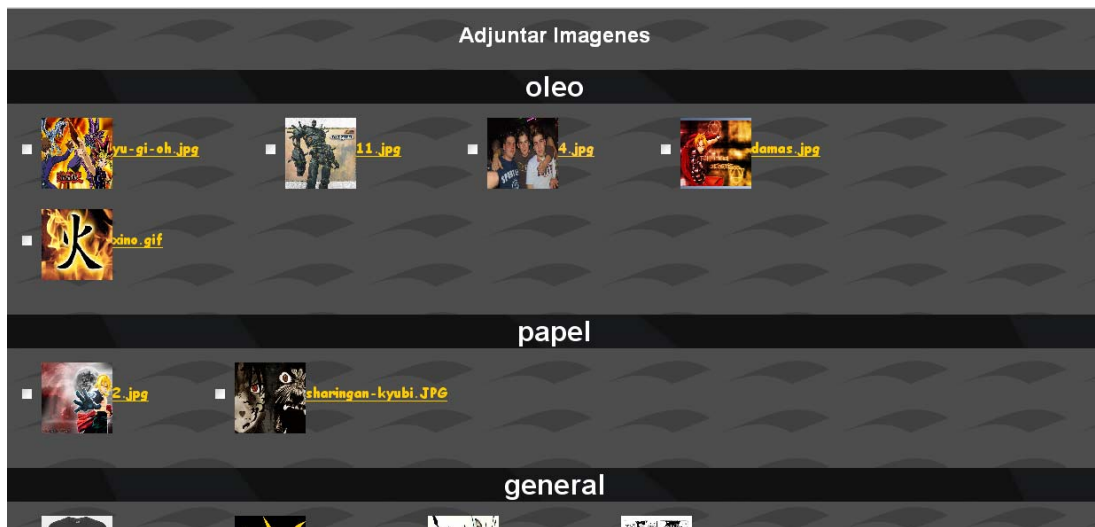 Adjuntar Imagenes
oleo
yu-gi-oh.jpg 11.jpg 4.jpg damas.jpg
火 xino.gif
papel
2.jpg sharingan-kyubi.JPG
general